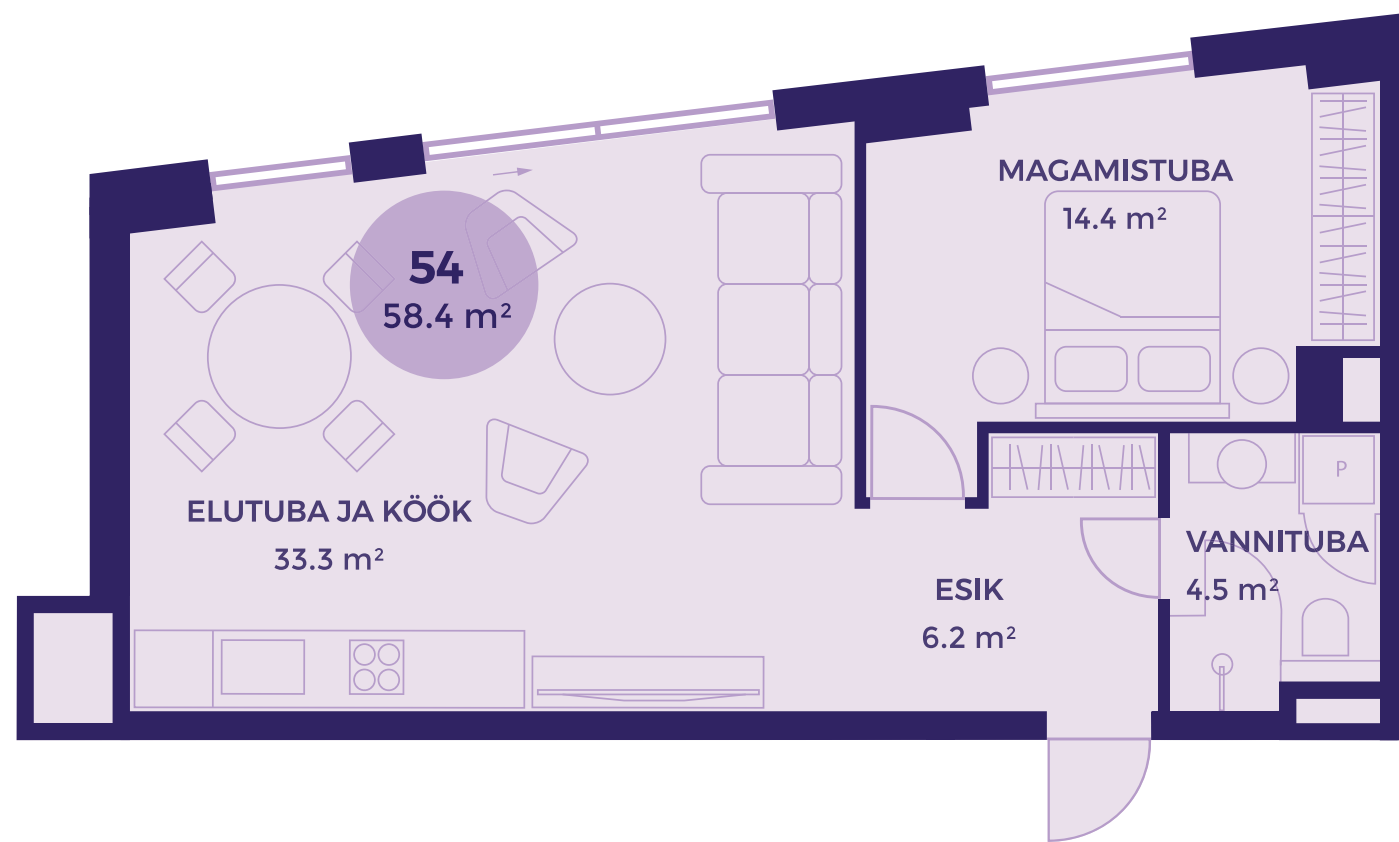 MAGAMISTUBA
14.4 m²
54
58.4 m²
P
ELUTUBA JA KÖÖK
33.3 m²
VANNITUBA
4.5 m²
ESIK
6.2 m²